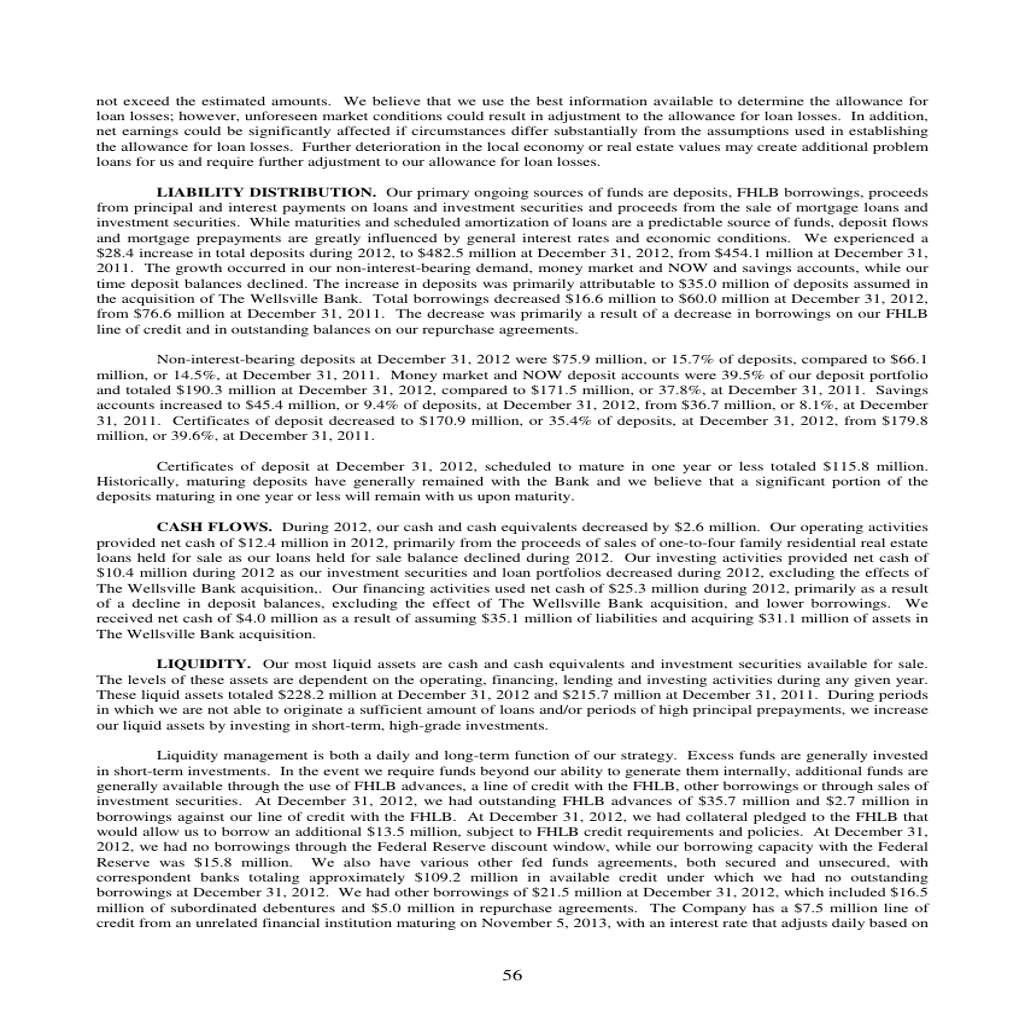 not exceed the estimated amounts. We believe that we use the best information available to determine the allowance for
loan losses; however, unforeseen market conditions could result in adjustment to the allowance for loan losses. In addition,
net earnings could be significantly affected if circumstances differ substantially from the assumptions used in establishing
the allowance for loan losses. Further deterioration in the local economy or real estate values may create additional problem
loans for us and require further adjustment to our allowance for loan losses.
LIABILITY DISTRIBUTION. Our primary ongoing sources of funds are deposits, FHLB borrowings, proceeds
from principal and interest payments on loans and investment securities and proceeds from the sale of mortgage loans and
investment securities. While maturities and scheduled amortization of loans are a predictable source of funds, deposit flows
and mortgage prepayments are greatly influenced by general interest rates and economic conditions. We experienced a
$28.4 increase in total deposits during 2012, to $482.5 million at December 31, 2012, from $454.1 million at December 31,
2011. The growth occurred in our non-interest-bearing demand, money market and NOW and savings accounts, while our
time deposit balances declined. The increase in deposits was primarily attributable to $35.0 million of deposits assumed in
the acquisition of The Wellsville Bank. Total borrowings decreased $16.6 million to $60.0 million at December 31, 2012,
from $76.6 million at December 31, 2011. The decrease was primarily a result of a decrease in borrowings on our FHLB
line of credit and in outstanding balances on our repurchase agreements.
Non-interest-bearing deposits at December 31, 2012 were $75.9 million, or 15.7% of deposits, compared to $66.1
million, or 14.5%, at December 31, 2011. Money market and NOW deposit accounts were 39.5% of our deposit portfolio
and totaled $190.3 million at December 31, 2012, compared to $171.5 million, or 37.8%, at December 31, 2011. Savings
accounts increased to $45.4 million, or 9.4% of deposits, at December 31, 2012, from $36.7 million, or 8.1%, at December
31, 2011. Certificates of deposit decreased to $170.9 million, or 35.4% of deposits, at December 31, 2012, from $179.8
million, or 39.6%, at December 31, 2011.
Certificates of deposit at December 31, 2012, scheduled to mature in one year or less totaled $115.8 million.
Historically, maturing deposits have generally remained with the Bank and we believe that a significant portion of the
deposits maturing in one year or less will remain with us upon maturity.
CASH FLOWS. During 2012, our cash and cash equivalents decreased by $2.6 million. Our operating activities
provided net cash of $12.4 million in 2012, primarily from the proceeds of sales of one-to-four family residential real estate
loans held for sale as our loans held for sale balance declined during 2012. Our investing activities provided net cash of
$10.4 million during 2012 as our investment securities and loan portfolios decreased during 2012, excluding the effects of
The Wellsville Bank acquisition,. Our financing activities used net cash of $25.3 million during 2012, primarily as a result
of a decline in deposit balances, excluding the effect of The Wellsville Bank acquisition, and lower borrowings. We
received net cash of $4.0 million as a result of assuming $35.1 million of liabilities and acquiring $31.1 million of assets in
The Wellsville Bank acquisition.
LIQUIDITY. Our most liquid assets are cash and cash equivalents and investment securities available for sale.
The levels of these assets are dependent on the operating, financing, lending and investing activities during any given year.
These liquid assets totaled $228.2 million at December 31, 2012 and $215.7 million at December 31, 2011. During periods
in which we are not able to originate a sufficient amount of loans and/or periods of high principal prepayments, we increase
our liquid assets by investing in short-term, high-grade investments.
Liquidity management is both a daily and long-term function of our strategy. Excess funds are generally invested
in short-term investments. In the event we require funds beyond our ability to generate them internally, additional funds are
generally available through the use of FHLB advances, a line of credit with the FHLB, other borrowings or through sales of
investment securities. At December 31, 2012, we had outstanding FHLB advances of $35.7 million and $2.7 million in
borrowings against our line of credit with the FHLB. At December 31, 2012, we had collateral pledged to the FHLB that
would allow us to borrow an additional $13.5 million, subject to FHLB credit requirements and policies. At December 31,
2012, we had no borrowings through the Federal Reserve discount window, while our borrowing capacity with the Federal
Reserve was $15.8 million. We also have various other fed funds agreements, both secured and unsecured, with
correspondent banks totaling approximately $109.2 million in available credit under which we had no outstanding
borrowings at December 31, 2012. We had other borrowings of $21.5 million at December 31, 2012, which included $16.5
million of subordinated debentures and $5.0 million in repurchase agreements. The Company has a $7.5 million line of
credit from an unrelated financial institution maturing on November 5, 2013, with an interest rate that adjusts daily based on
56